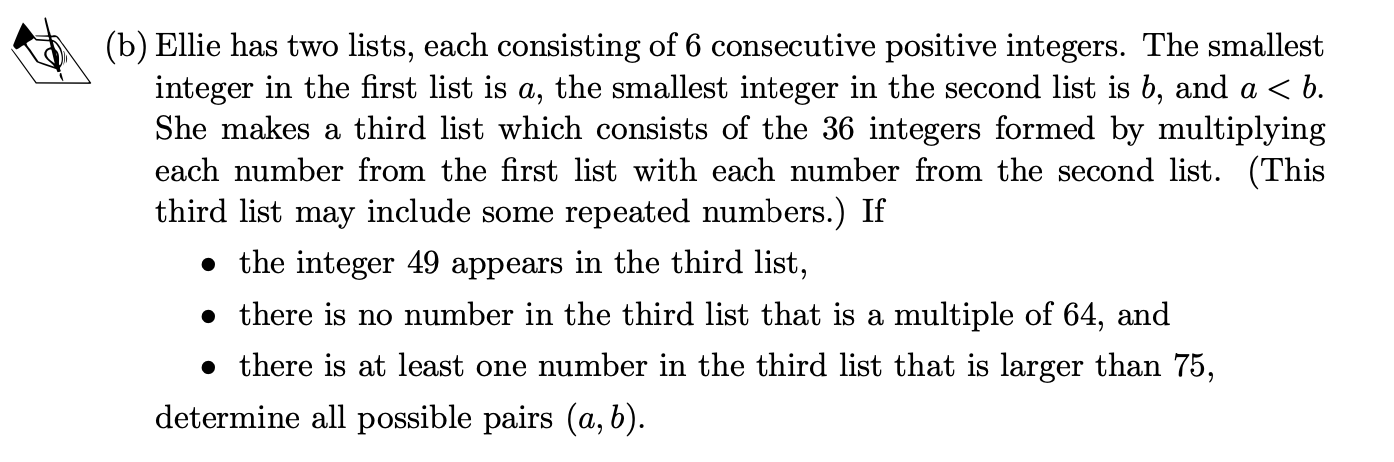 (b) Ellie has two lists, each consisting of 6 consecutive positive integers. The smallest
integer in the first list is a, the smallest integer in the second list is b, and a < b.
She makes a third list which consists of the 36 integers formed by multiplying
each number from the first list with each number from the second list. (This
third list may include some repeated numbers.) If
• the integer 49 appears in the third list,
• there is no number in the third list that is a multiple of 64, and
• there is at least one number in the third list that is larger than 75,
determine all possible pairs (a, b).